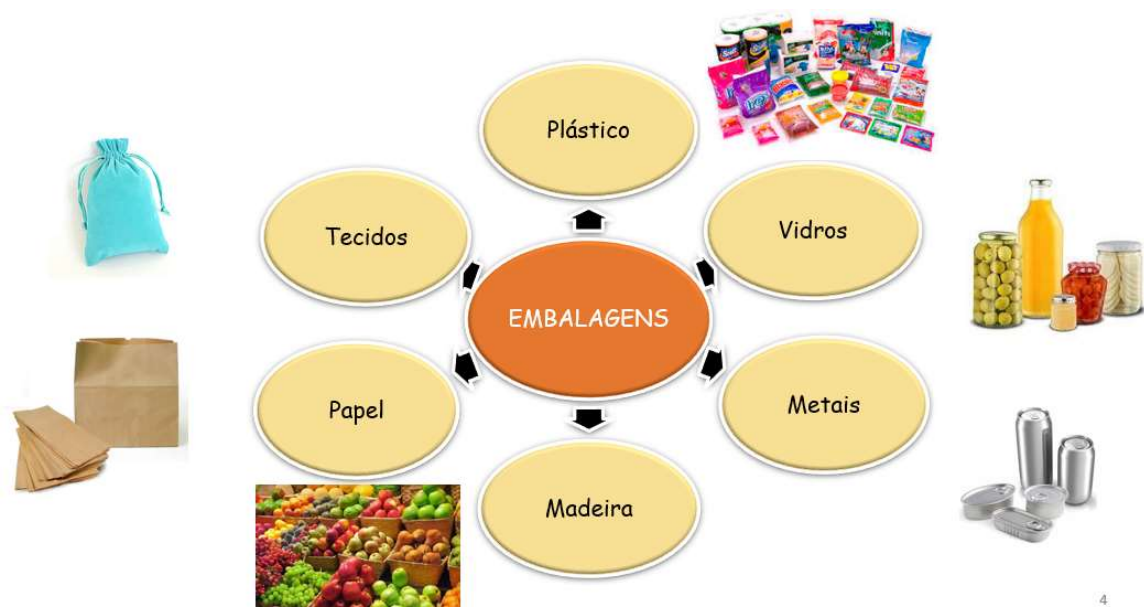 Plástico
Tecidos
Vidros
EMBALAGENS
Papel
Metais
Madeira
4